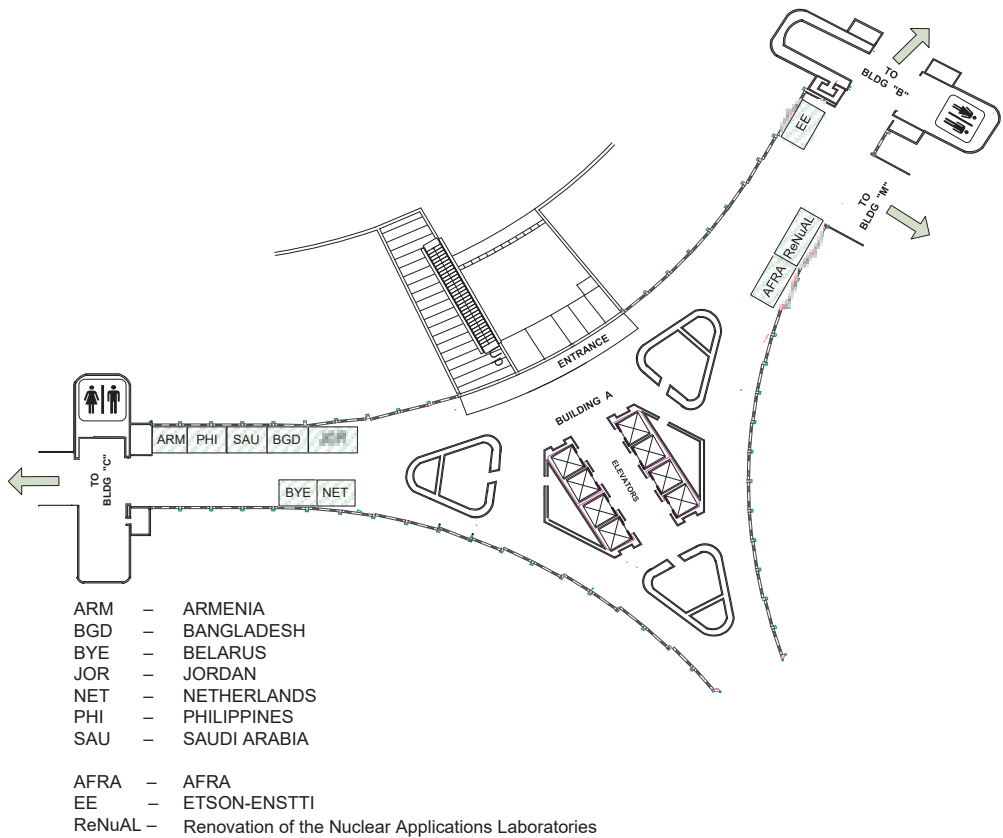 TO
BLDG "B"
EE
TO
BLDG "M"
ReNuAL
AFRA
ENTRANCE
BUILDING A
ELEVATORS
ARM PHI SAU BGD
TO
BLDG "C"
BYE NET
ARM – ARMENIA
BGD – BANGLADESH
BYE – BELARUS
JOR – JORDAN
NET – NETHERLANDS
PHI – PHILIPPINES
SAU – SAUDI ARABIA
AFRA – AFRA
EE – ETSON-ENSTTI
ReNuAL – Renovation of the Nuclear Applications Laboratories